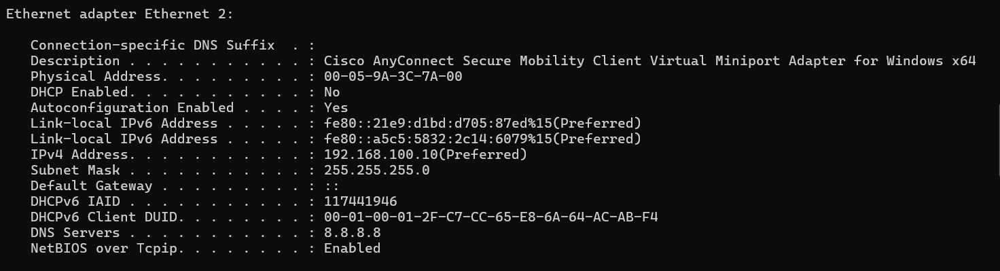 Ethernet adapter Ethernet 2:
Connection-specific DNS Suffix  . :
Description . . . . . . . . . . . : Cisco AnyConnect Secure Mobility Client Virtual Miniport Adapter for Windows x64
Physical Address. . . . . . . . . : 00-05-9A-3C-7A-00
DHCP Enabled. . . . . . . . . . . : No
Autoconfiguration Enabled . . . . : Yes
Link-local IPv6 Address . . . . . : fe80::21e9:d1bd:d705:87ed%15(Preferred)
Link-local IPv6 Address . . . . . : fe80::a5c5:5832:2c14:6079%15(Preferred)
IPv4 Address. . . . . . . . . . . : 192.168.100.10(Preferred)
Subnet Mask . . . . . . . . . . . : 255.255.255.0
Default Gateway . . . . . . . . . : ::
DHCPv6 IAID . . . . . . . . . . . : 117441946
DHCPv6 Client DUID. . . . . . . . : 00-01-00-01-2F-C7-CC-65-E8-6A-64-AC-AB-F4
DNS Servers . . . . . . . . . . . : 8.8.8.8
NetBIOS over Tcpip. . . . . . . . : Enabled